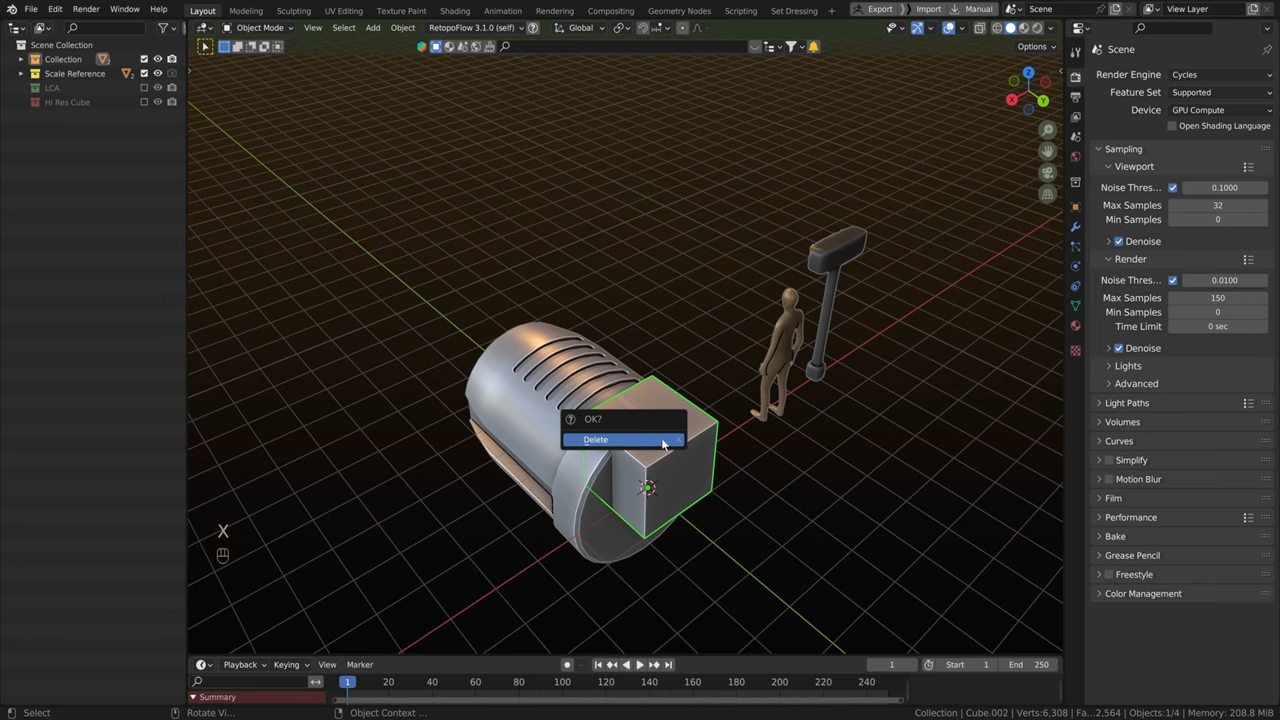 File Edit Render Window Help Layout Modeling Sculpting UV Editing Texture Paint Shading Animation Rendering Compositing Geometry Nodes Scripting Set Dressing + Export Import Manual Scene View Layer
Object Mode View Select Add Object RetopoFlow 3.1.0 (self) Global
Options
Scene Collection
Collection
Scale Reference 2
LCA
Hi Res Cube
Z
X
Y
OK?
Delete X
X
Scene
Render Engine Cycles
Feature Set Supported
Device GPU Compute
Open Shading Language
Sampling
Viewport
Noise Thres... 0.1000
Max Samples 32
Min Samples 0
Denoise
Render
Noise Thres... 0.0100
Max Samples 150
Min Samples 0
Time Limit 0 sec
Denoise
Lights
Advanced
Light Paths
Volumes
Curves
Simplify
Motion Blur
Film
Performance
Bake
Grease Pencil
Freestyle
Color Management
Playback Keying View Marker 1 Start 1 End 250
1 20 40 60 80 100 120 140 160 180 200 220 240
Summary
Select Rotate Vi... Object Context ... Collection | Cube.002 | Verts:6,308 | Fa...2,564 | Objects:1/4 | Memory: 208.8 MiB